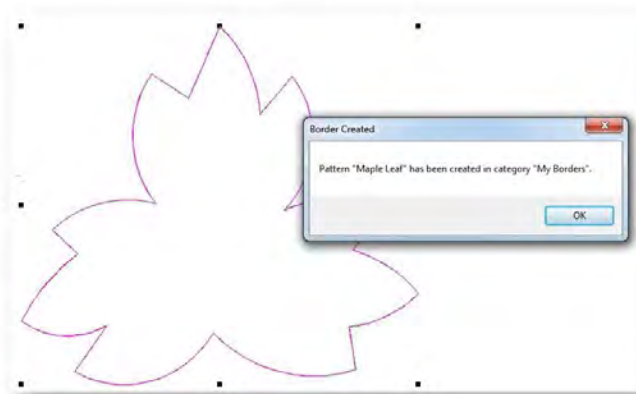 Border Created
Pattern "Maple Leaf" has been created in category "My Borders".
OK